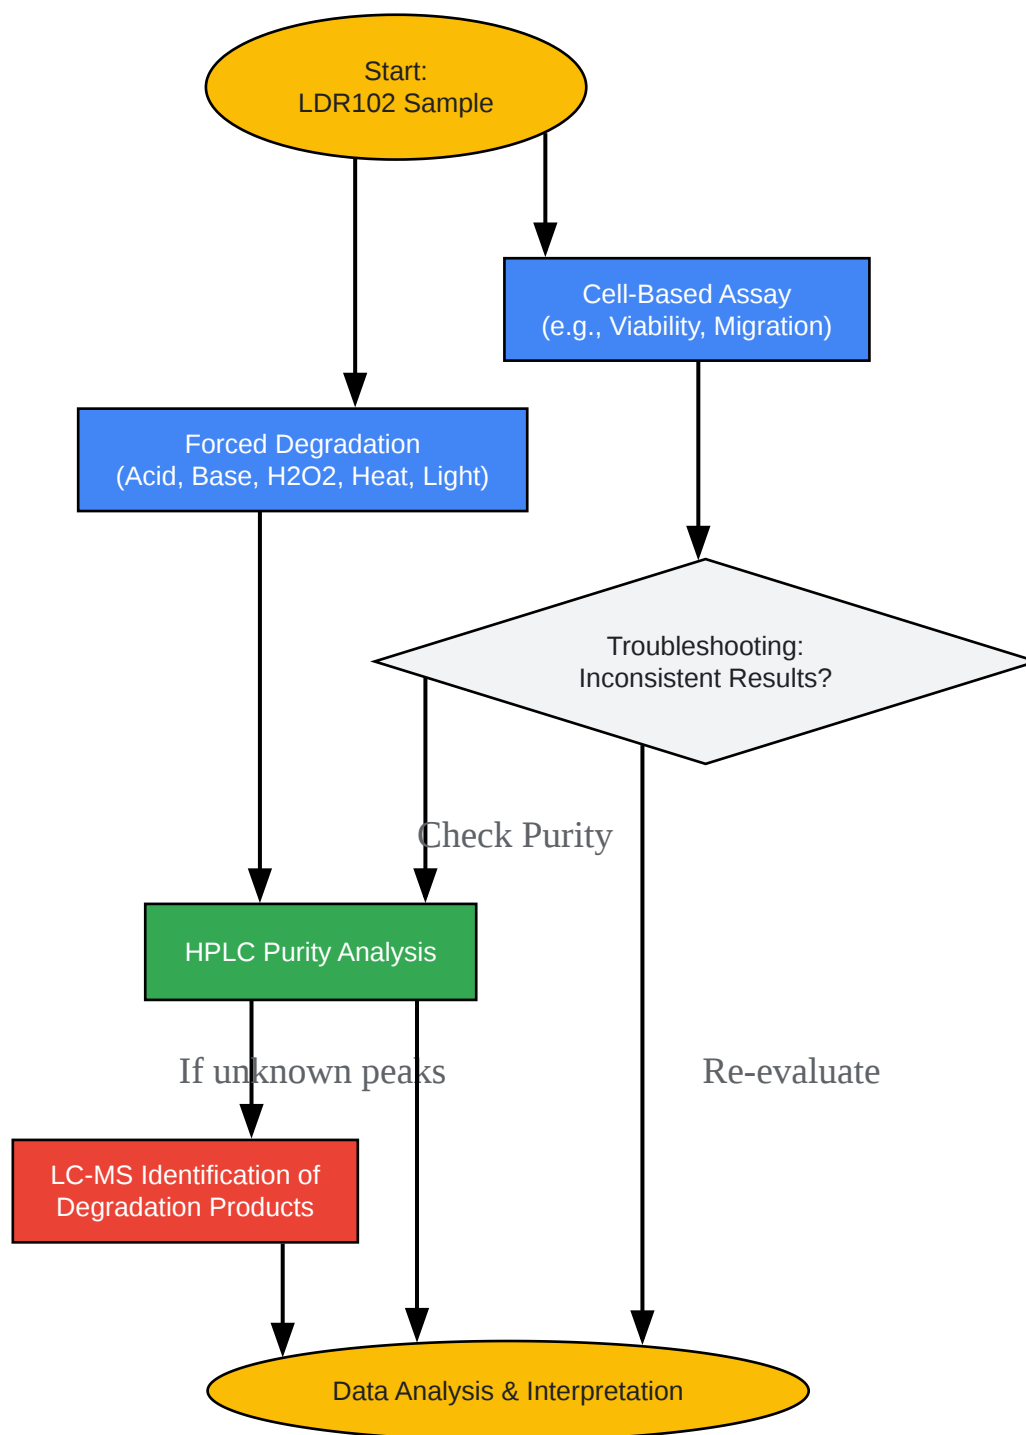 Start:
LDR102 Sample
Cell-Based Assay
(e.g., Viability, Migration)
Forced Degradation
(Acid, Base, H2O2, Heat, Light)
Troubleshooting:
Inconsistent Results?
Check Purity
HPLC Purity Analysis
If unknown peaks
Re-evaluate
LC-MS Identification of
Degradation Products
Data Analysis & Interpretation